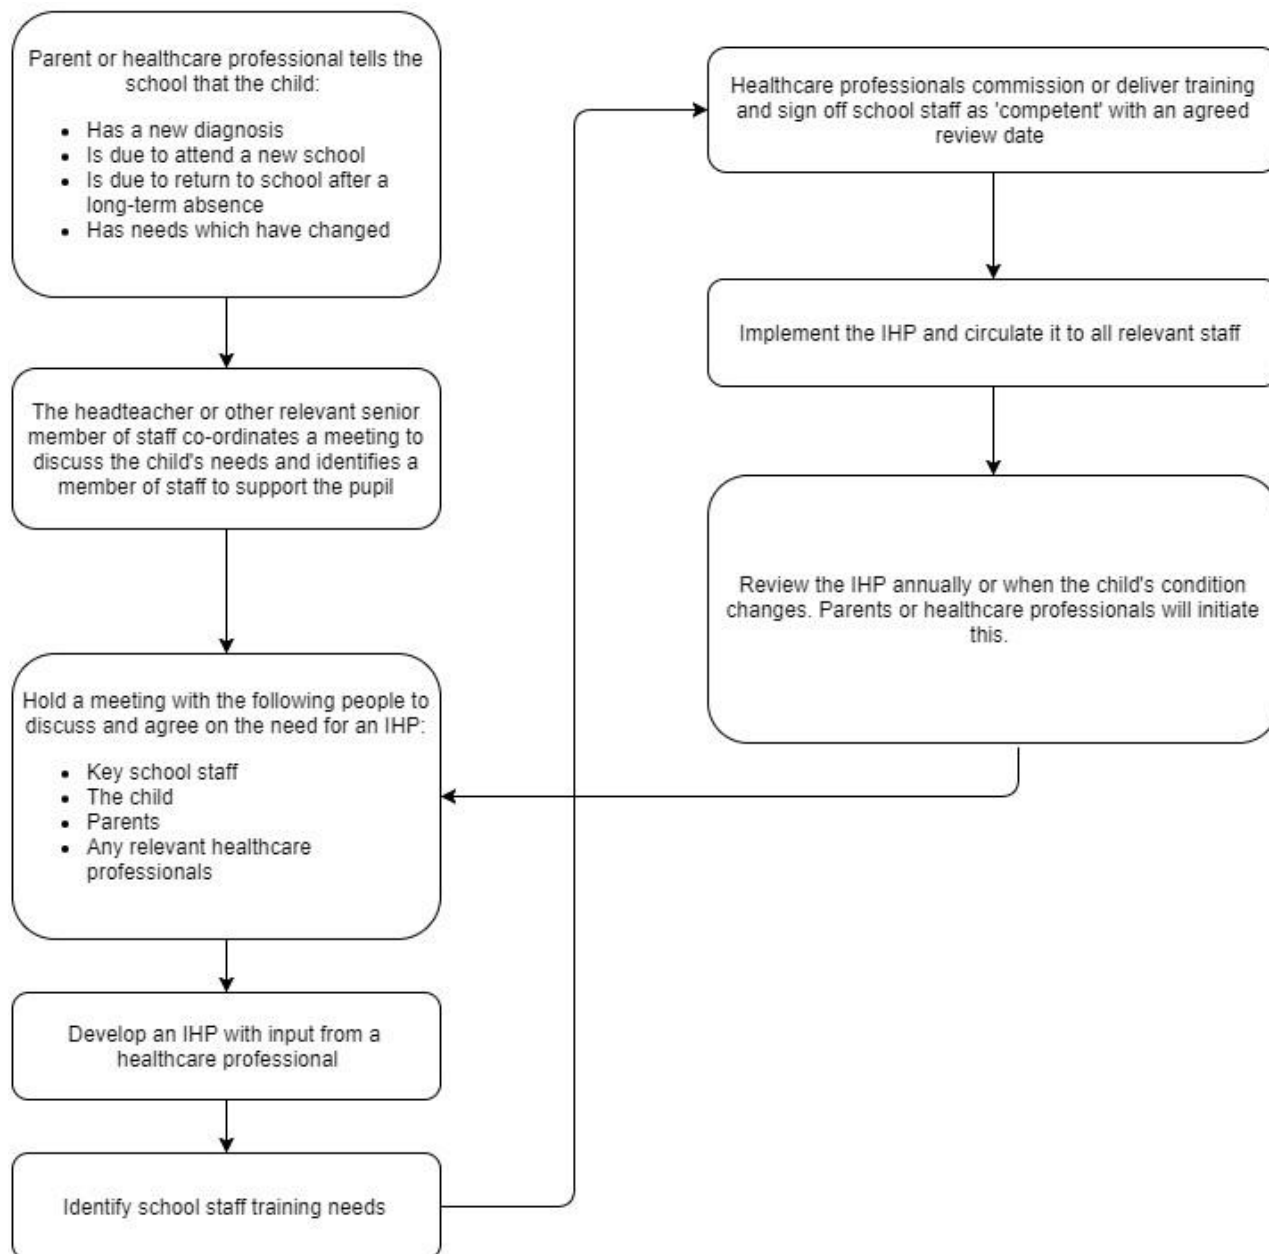 Parent or healthcare professional tells the
school that the child:
• Has a new diagnosis
• Is due to attend a new school
• Is due to return to school after a
long-term absence
• Has needs which have changed
The headteacher or other relevant senior
member of staff co-ordinates a meeting to
discuss the child's needs and identifies a
member of staff to support the pupil
Hold a meeting with the following people to
discuss and agree on the need for an IHP:
• Key school staff
• The child
• Parents
• Any relevant healthcare
professionals
Develop an IHP with input from a
healthcare professional
Identify school staff training needs
Healthcare professionals commission or deliver training
and sign off school staff as 'competent' with an agreed
review date
Implement the IHP and circulate it to all relevant staff
Review the IHP annually or when the child's condition
changes. Parents or healthcare professionals will initiate
this.